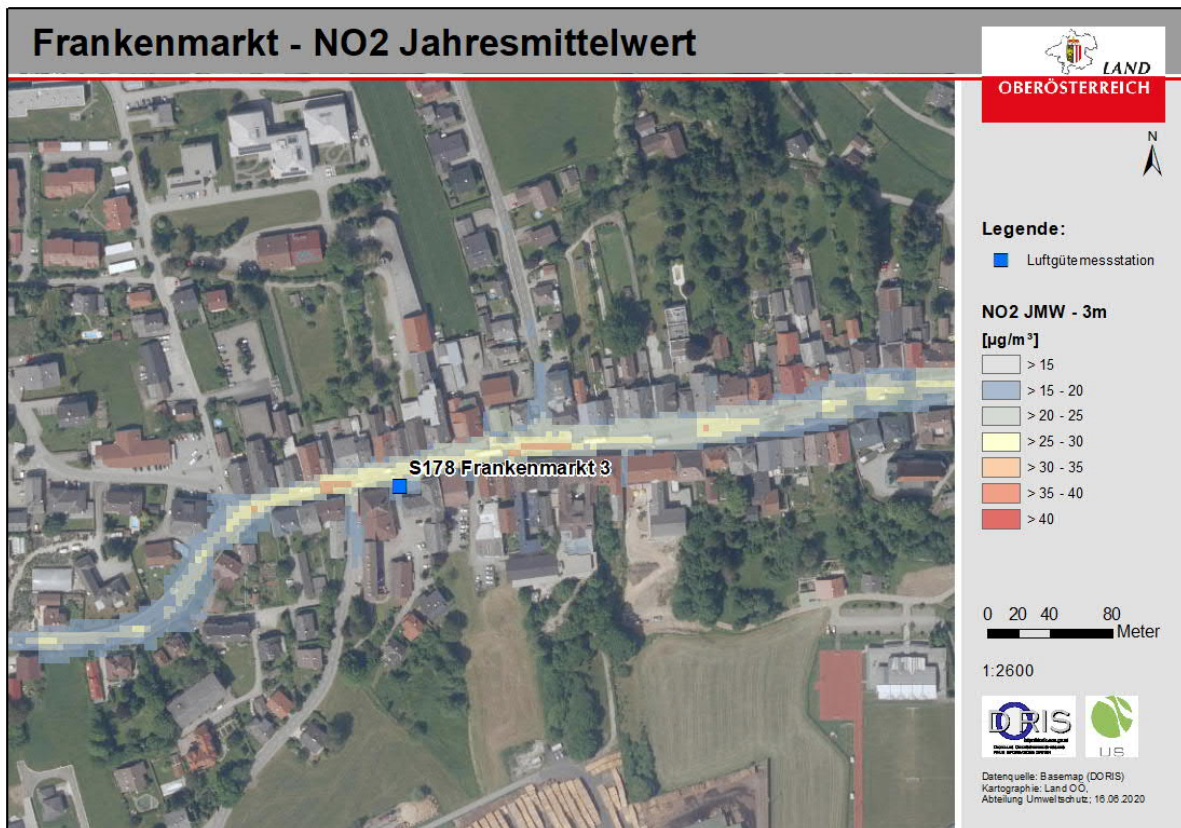 Frankenmarkt - NO2 Jahresmittelwert
LAND
OBERÖSTERREICH
N
Legende:
Luftgütemessstation
NO2 JMW - 3m
[µg/m³]
> 15
> 15 - 20
> 20 - 25
> 25 - 30
> 30 - 35
> 35 - 40
> 40
S178 Frankenmarkt 3
0 20 40 80
Meter
1:2600
DORIS
US
Datenquelle: Basemap (DORIS)
Kartographie: Land OÖ,
Abteilung Umweltschutz; 16.06.2020